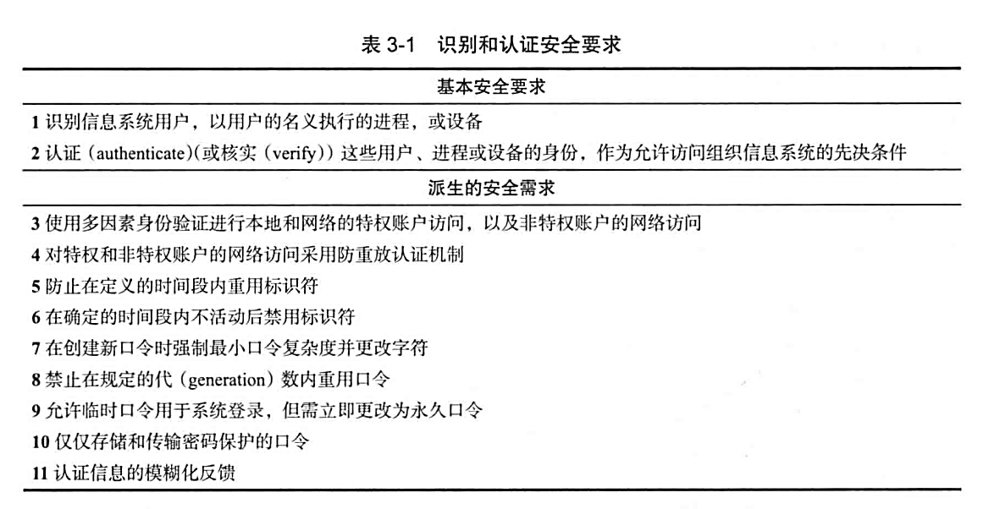 表 3-1 识别和认证安全要求
基本安全要求
1 识别信息系统用户，以用户的名义执行的进程，或设备
2 认证（authenticate)(或核实（verify)）这些用户、进程或设备的身份，作为允许访问组织信息系统的先决条件
派生的安全需求
3 使用多因素身份验证进行本地和网络的特权账户访问，以及非特权账户的网络访问
4 对特权和非特权账户的网络访问采用防重放认证机制
5 防止在定义的时间段内重用标识符
6 在确定的时间段内不活动后禁用标识符
7 在创建新口令时强制最小口令复杂度并更改字符
8 禁止在规定的代（generation）数内重用口令
9 允许临时口令用于系统登录，但需立即更改为永久口令
10 仅仅存储和传输密码保护的口令
11 认证信息的模糊化反馈